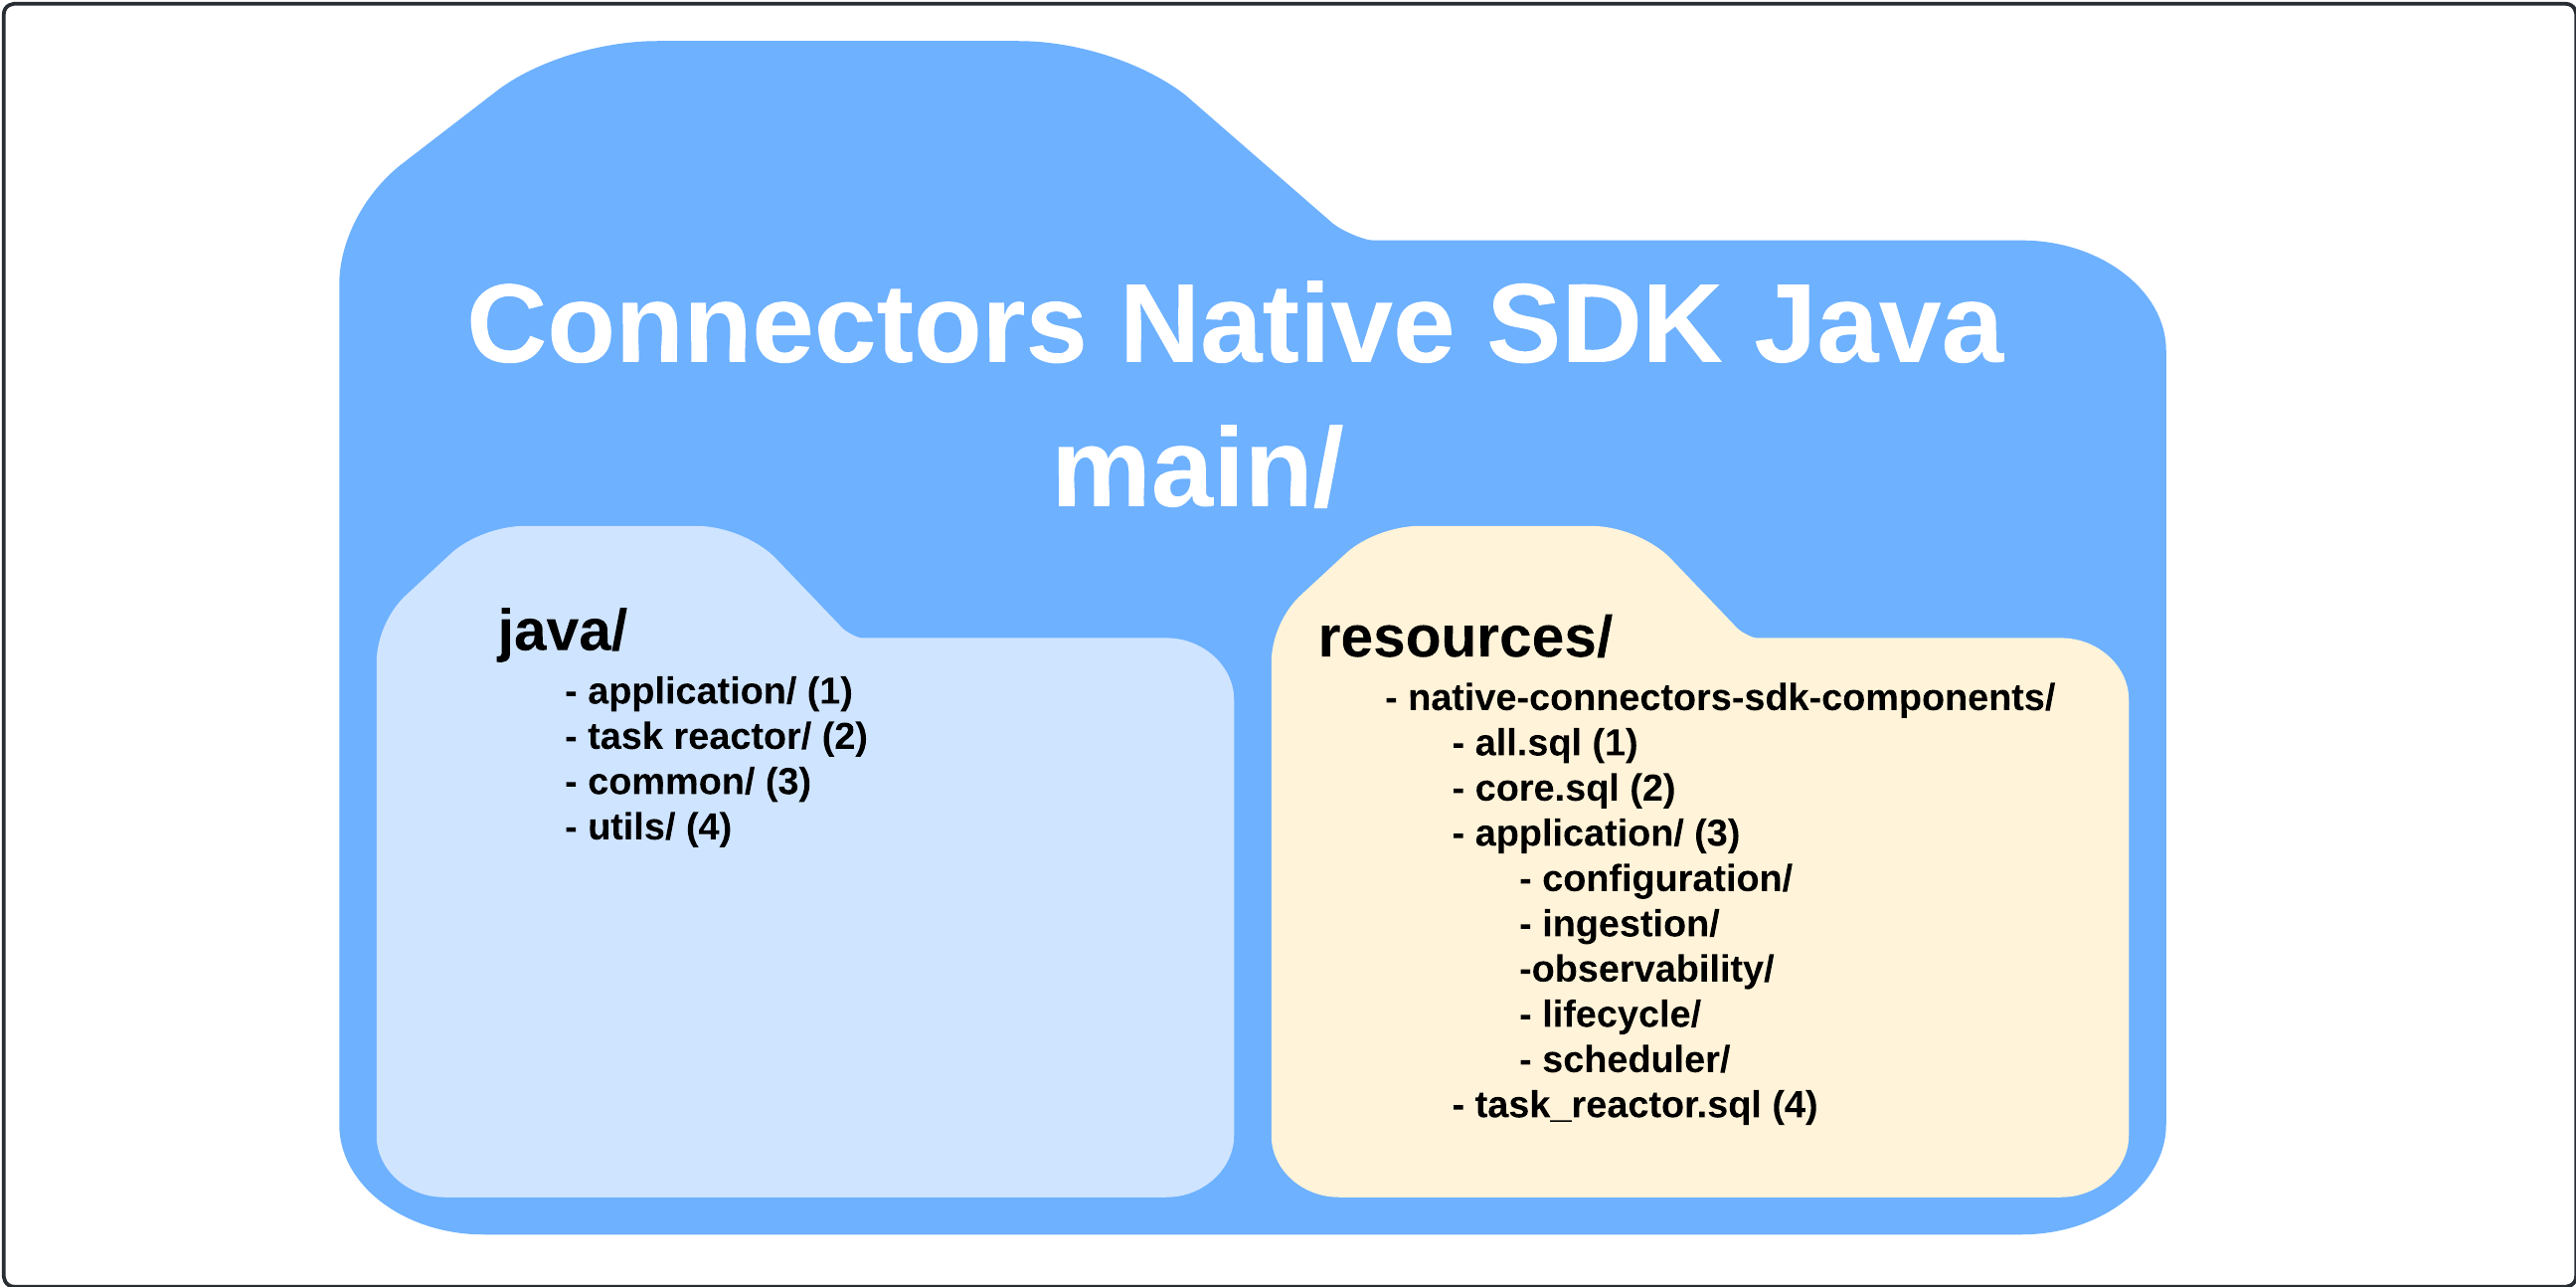 Connectors Native SDK Java
main/
java/
- application/ (1)
- task reactor/ (2)
- common/ (3)
- utils/ (4)
resources/
- native-connectors-sdk-components/
- all.sql (1)
- core.sql (2)
- application/ (3)
- configuration/
- ingestion/
-observability/
- lifecycle/
- scheduler/
- task_reactor.sql (4)